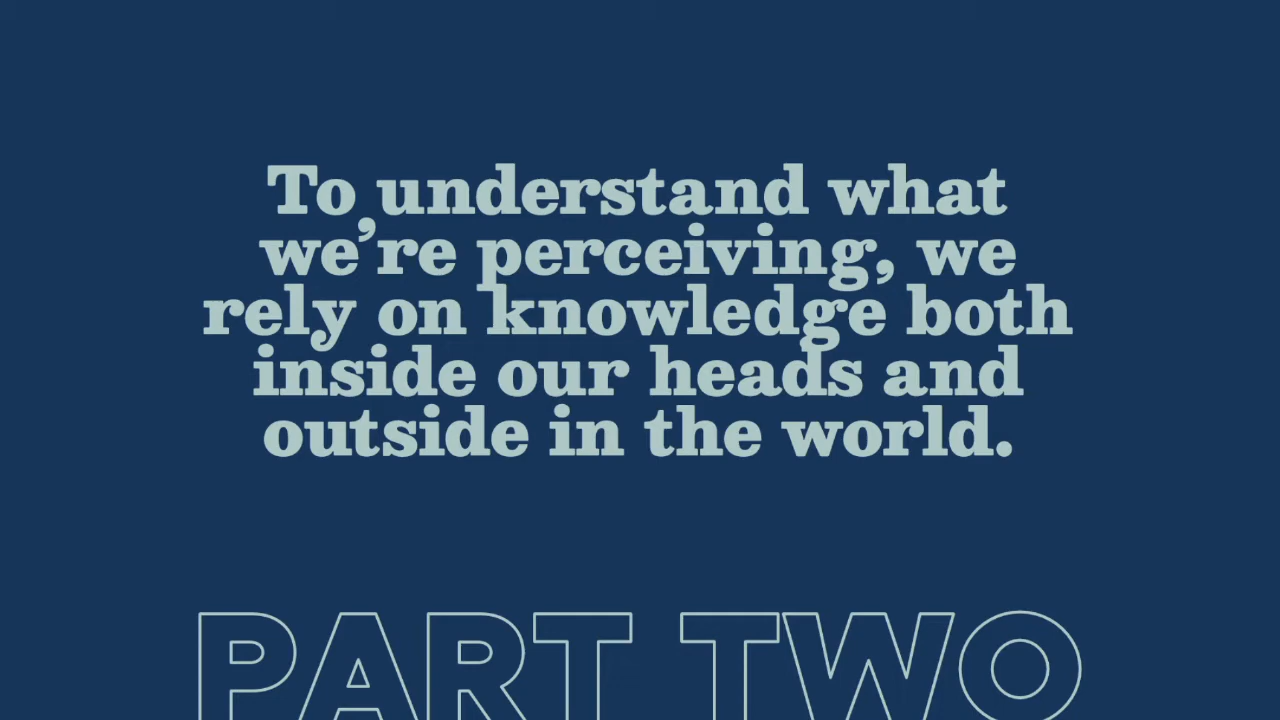 To understand what
we’re perceiving, we
rely on knowledge both
inside our heads and
outside in the world.
PART TWO